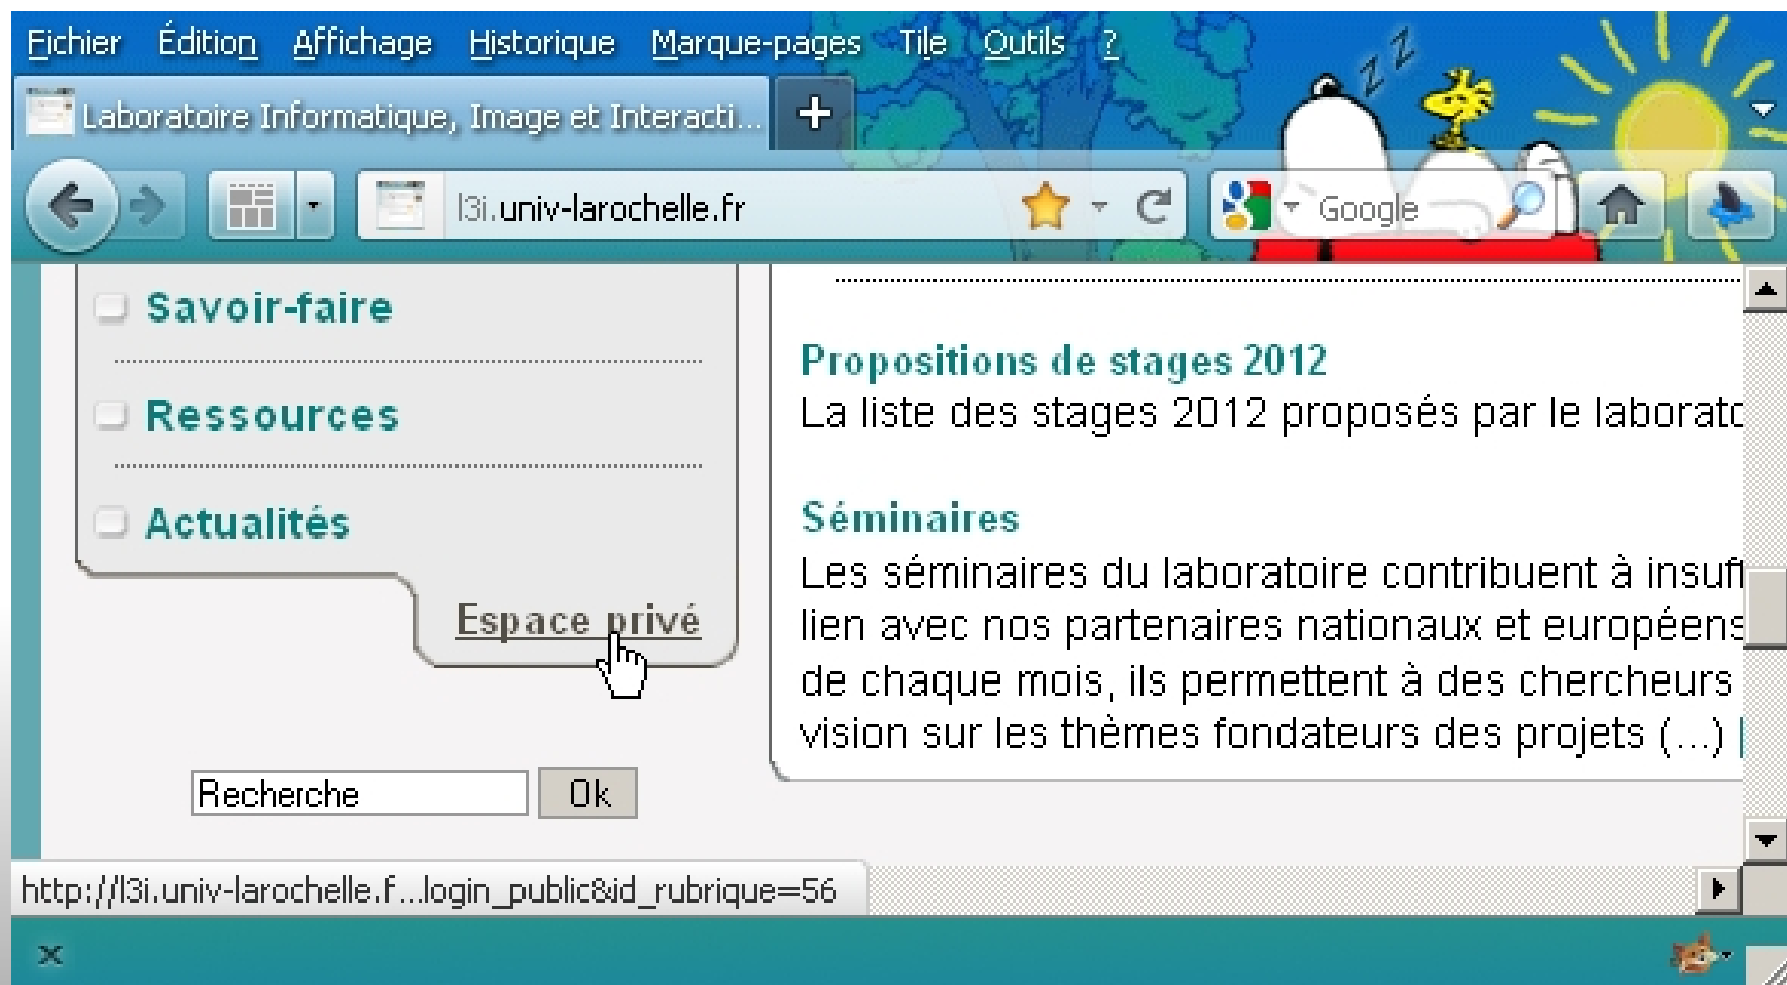 Fichier Édition Affichage Historique Marque-pages Tile Outils ?
Z Z
Laboratoire Informatique, Image et Interacti... +
l3i.univ-larochelle.fr
Google
Savoir-faire
Ressources
Actualités
Espace privé
Recherche Ok
Propositions de stages 2012
La liste des stages 2012 proposés par le laborato
Séminaires
Les séminaires du laboratoire contribuent à insuff
lien avec nos partenaires nationaux et européens
de chaque mois, ils permettent à des chercheurs
vision sur les thèmes fondateurs des projets (...)
http://l3i.univ-larochelle.f...login_public&id_rubrique=56